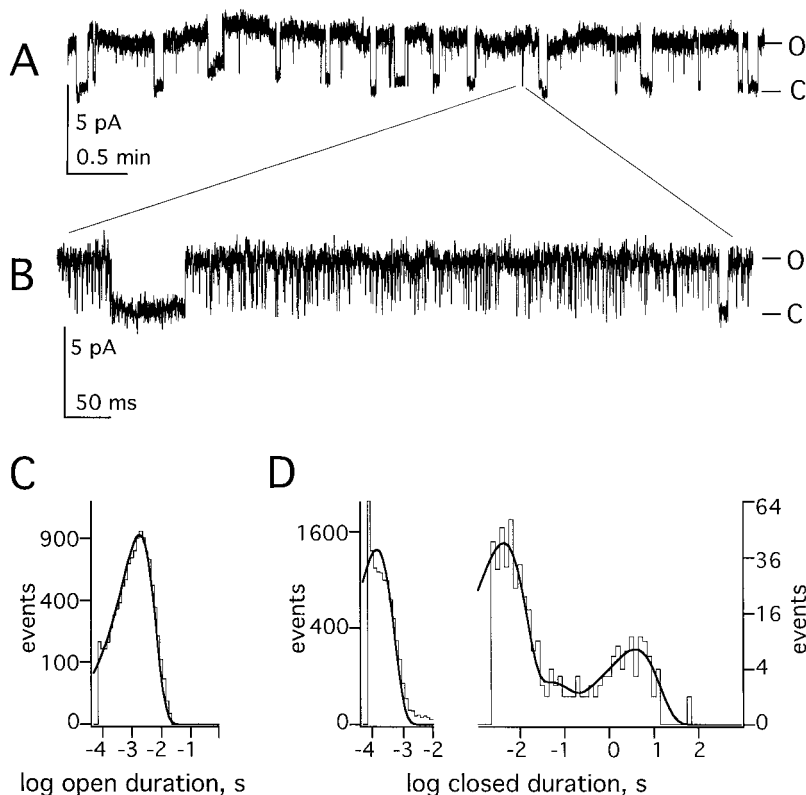 A
O
C
5 pA
0.5 min
B
O
C
5 pA
50 ms
C
D
events
900
400
100
0
-4 -3 -2 -1
log open duration, s
events
1600
400
0
-4 -3 -2
-2 -1 0 1 2
64
36
16
4
0
events
log closed duration, s